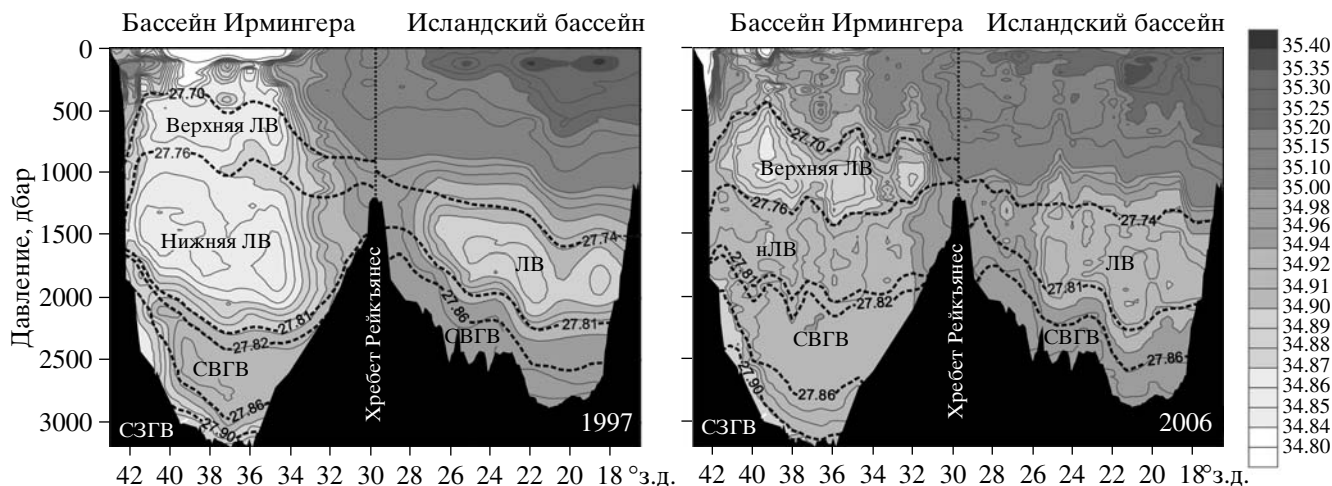 Бассейн Ирмингера
Исландский бассейн
Бассейн Ирмингера
Исландский бассейн
Давление, дбар
0
500
1000
1500
2000
2500
3000
27.70
Верхняя ЛВ
27.76
Нижняя ЛВ
27.81
27.82
СВГВ
27.86
27.90
СЗГВ
Хребет Рейкъянес
27.74
ЛВ
27.81
27.86
СВГВ
1997
42 40 38 36 34 32 30 28 26 24 22 20 18 °з.д.
27.70
Верхняя ЛВ
27.76
нЛВ
27.81
27.82
СВГВ
27.86
27.90
СЗГВ
Хребет Рейкъянес
27.74
ЛВ
27.81
СВГВ
27.86
2006
42 40 38 36 34 32 30 28 26 24 22 20 18 °з.д.
35.40
35.35
35.25
35.20
35.15
35.10
35.00
34.98
34.96
34.94
34.92
34.91
34.90
34.89
34.88
34.87
34.86
34.85
34.84
34.80